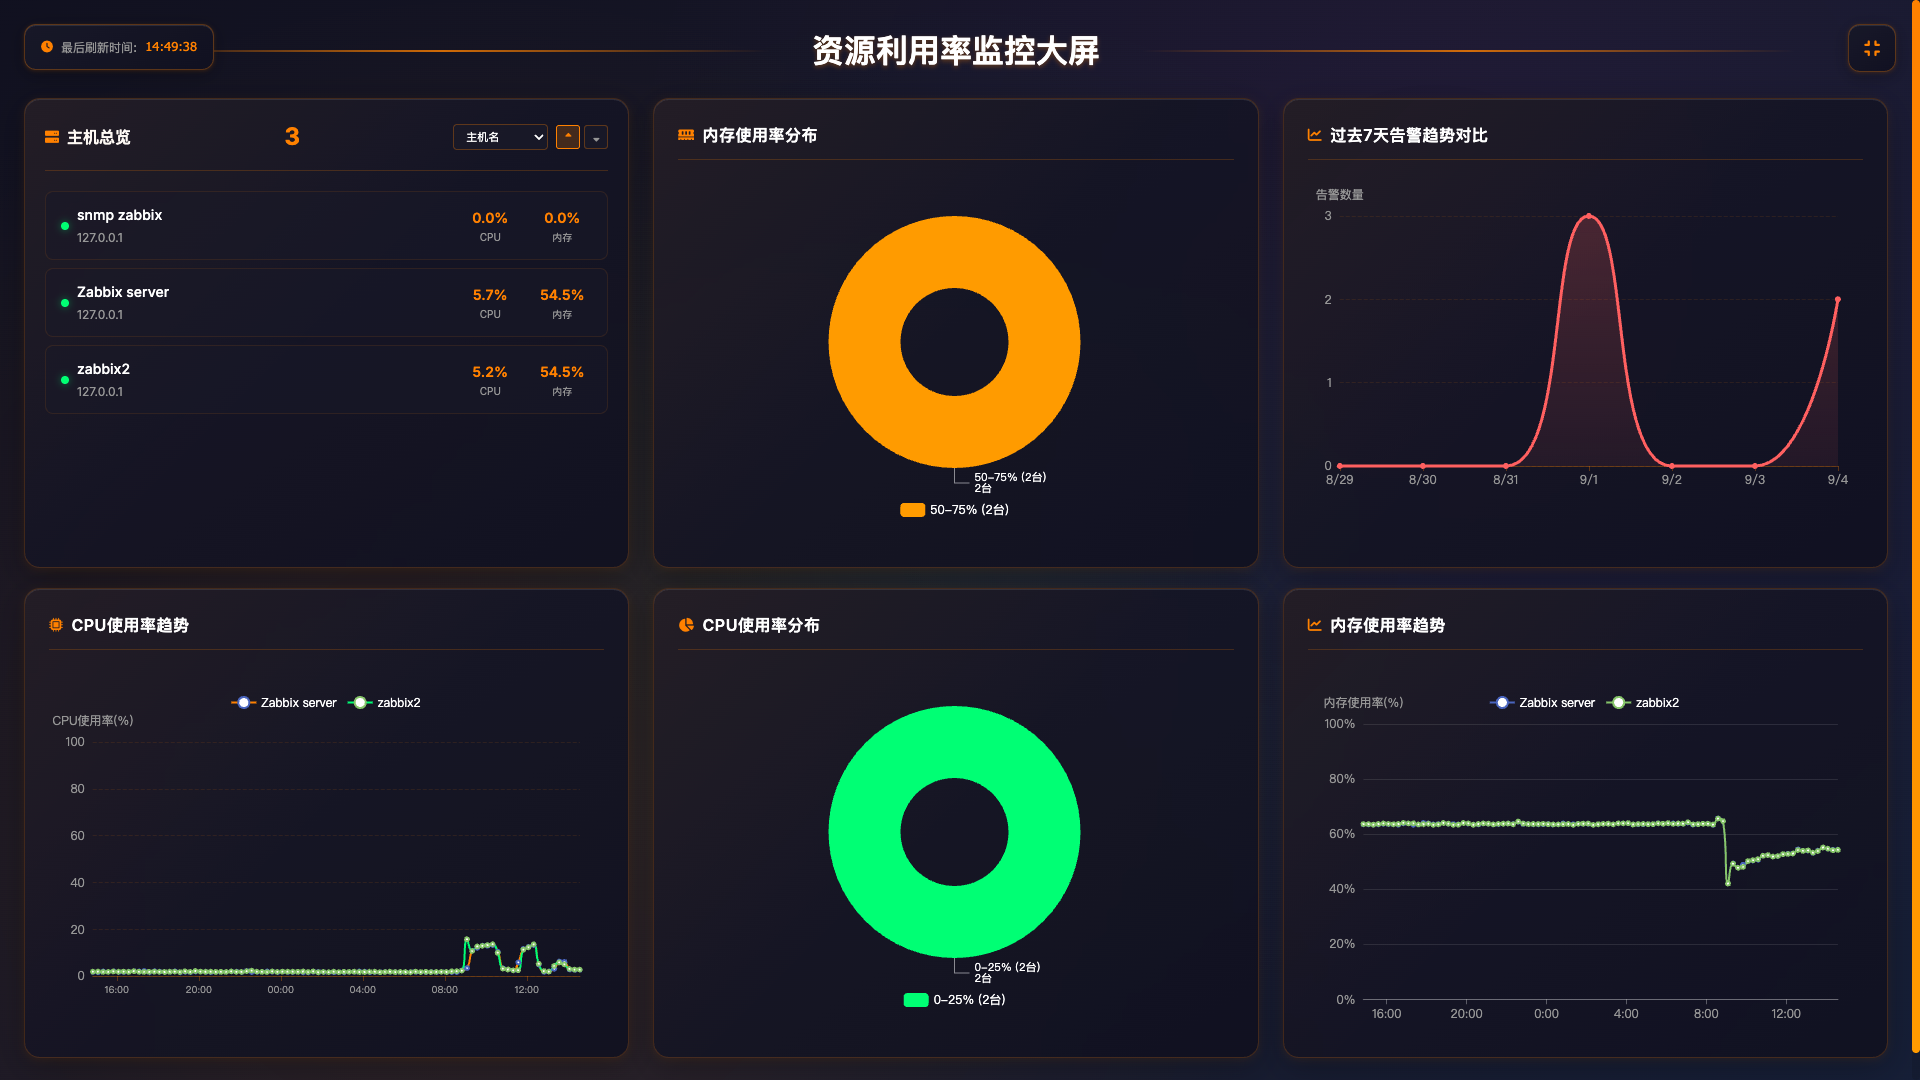 最后刷新时间: 14:49:38
资源利用率监控大屏
主机总览
3
主机名
snmp zabbix
127.0.0.1
0.0%
CPU
0.0%
内存
Zabbix server
127.0.0.1
5.7%
CPU
54.5%
内存
zabbix2
127.0.0.1
5.2%
CPU
54.5%
内存
内存使用率分布
50-75% (2台)
2台
50-75% (2台)
过去7天告警趋势对比
告警数量
3
2
1
0
8/29 8/30 8/31 9/1 9/2 9/3 9/4
CPU使用率趋势
Zabbix server zabbix2
CPU使用率(%)
100
80
60
40
20
0
16:00 20:00 00:00 04:00 08:00 12:00
CPU使用率分布
0-25% (2台)
2台
0-25% (2台)
内存使用率趋势
内存使用率(%)
Zabbix server zabbix2
100%
80%
60%
40%
20%
0%
16:00 20:00 0:00 4:00 8:00 12:00